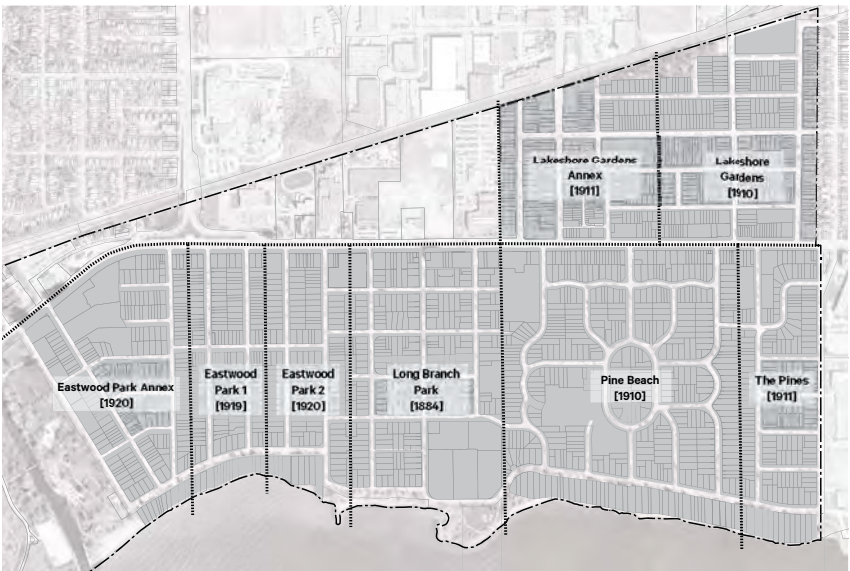 Lakeshore Gardens
Annex
[1911]
Lakeshore
Gardens
[1910]
Eastwood Park Annex
[1920]
Eastwood
Park 1
[1919]
Eastwood
Park 2
[1920]
Long Branch
Park
[1884]
Pine Beach
[1910]
The Pines
[1911]